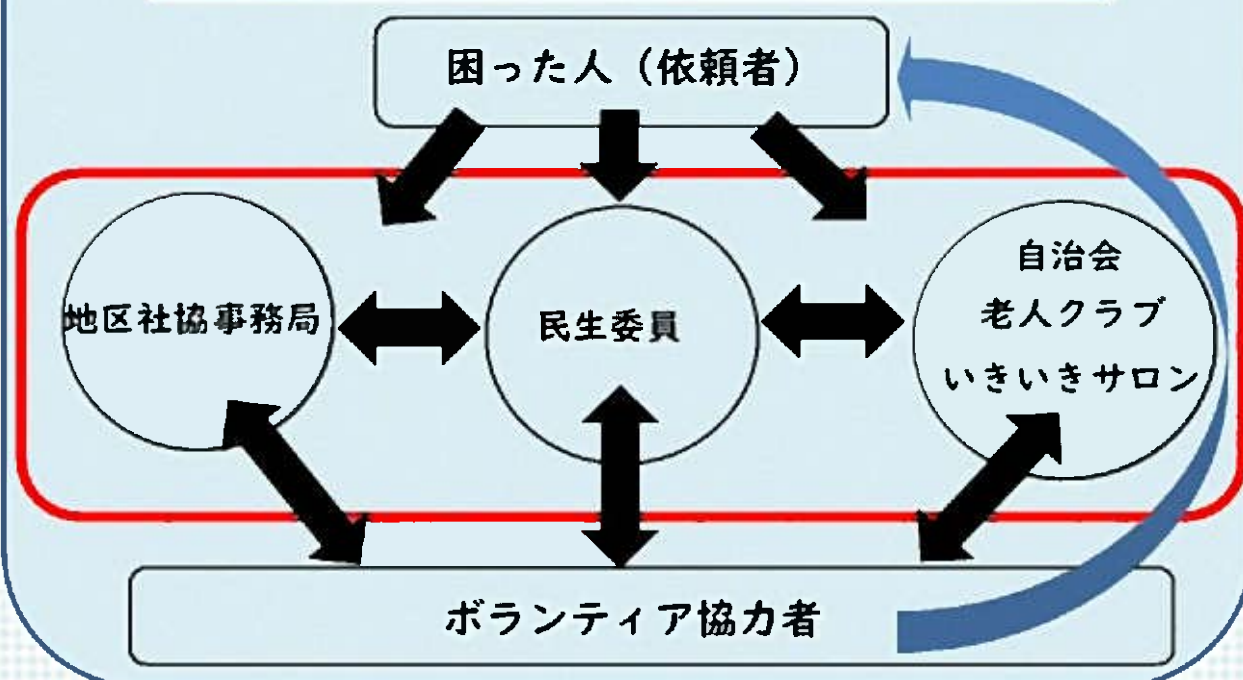 困った人（依頼者）
地区社協事務局
民生委員
自治会
老人クラブ
いきいきサロン
ボランティア協力者